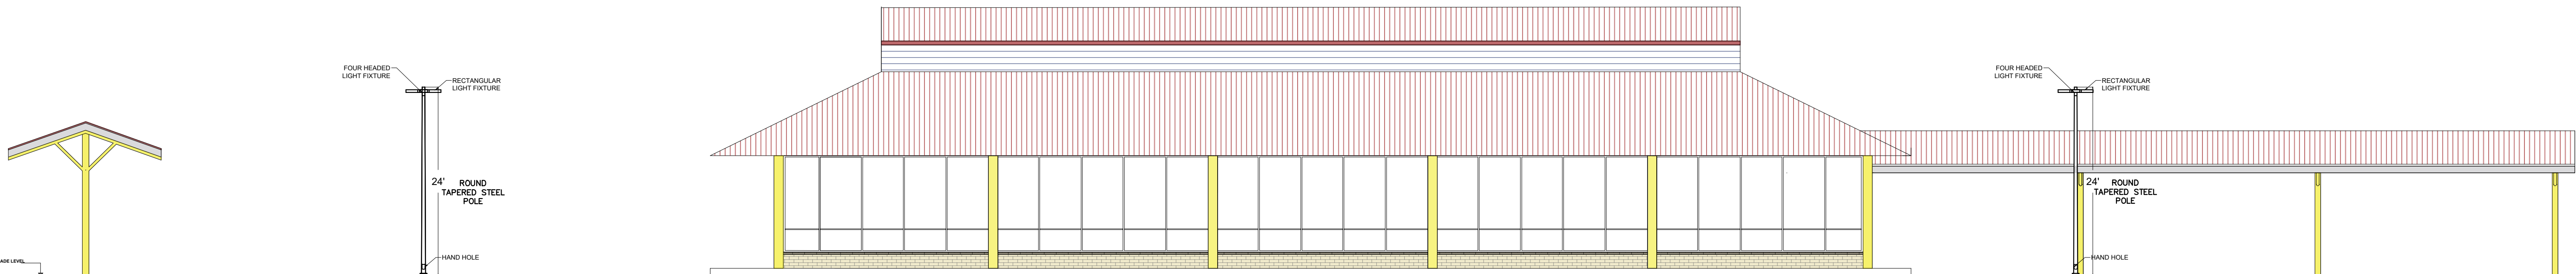 FOUR HEADED
LIGHT FIXTURE
RECTANGULAR
LIGHT FIXTURE
24'
ROUND
TAPERED STEEL
POLE
HAND HOLE
ADE LEVEL
FOUR HEADED
LIGHT FIXTURE
RECTANGULAR
LIGHT FIXTURE
24'
ROUND
TAPERED STEEL
POLE
HAND HOLE